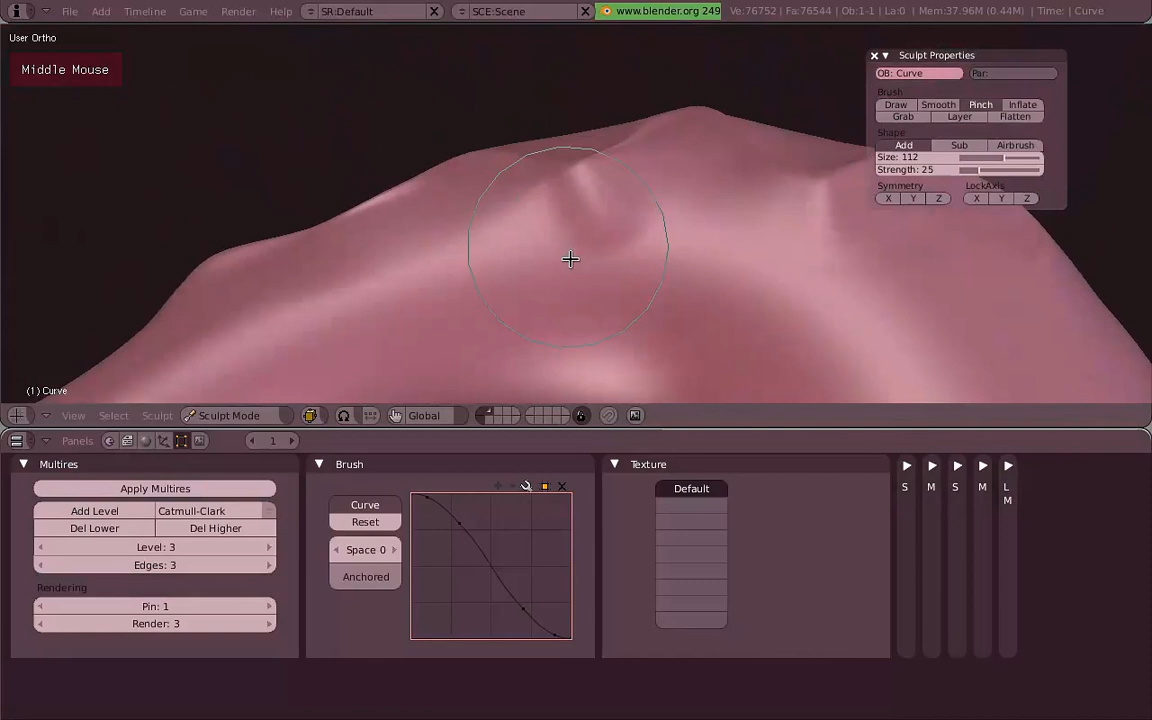 File Add Timeline Game Render Help SR:Default SCE:Scene www.blender.org 249 Ve:76752 | Fa:76544 | Ob:1-1 | La:0 | Mem:37.96M (0.44M) | Time: | Curve
User Ortho
Middle Mouse
Sculpt Properties
OB: Curve Par:
Brush
Draw Smooth Pinch Inflate
Grab Layer Flatten
Shape
Add Sub Airbrush
Size: 112
Strength: 25
Symmetry LockAxis
X Y Z X Y Z
(1) Curve
View Select Sculpt Sculpt Mode Global
Panels 1
Multires
Apply Multires
Add Level Catmull-Clark
Del Lower Del Higher
Level: 3
Edges: 3
Rendering
Pin: 1
Render: 3
Brush
Curve
Reset
Space 0
Anchored
Texture
Default
S M S M L
M